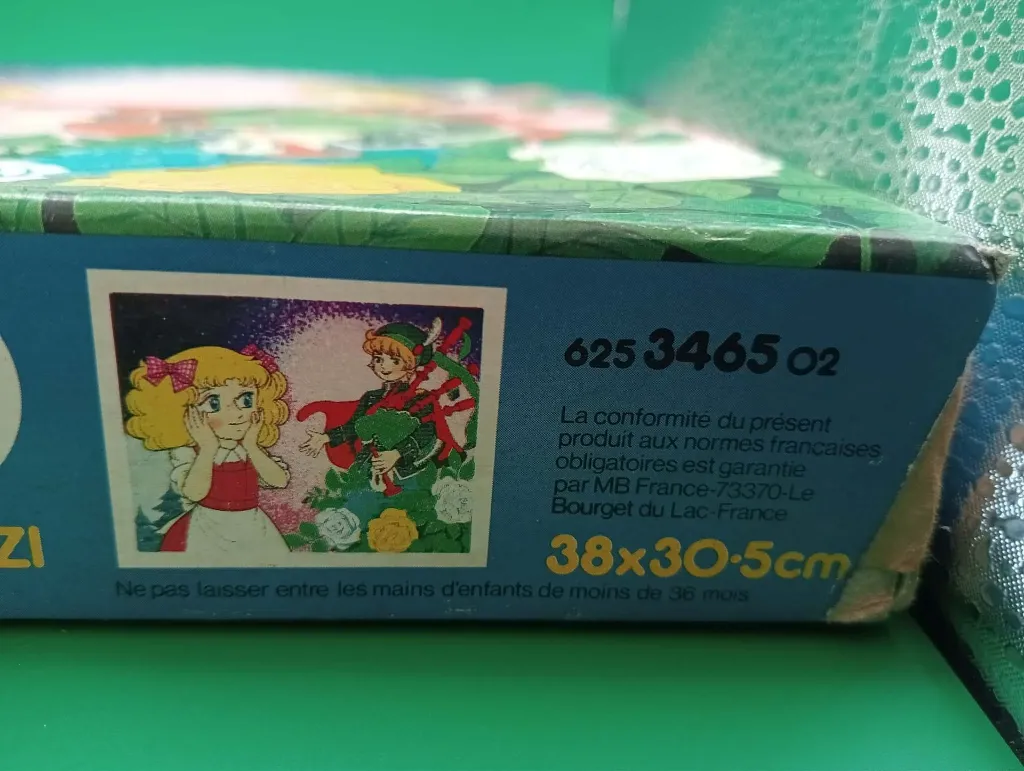 625 3465 02
La conformité du présent
produit aux normes françaises
obligatoires est garantie
par MB France-73370-Le
Bourget du Lac-France
ZI
38x30·5cm
Ne pas laisser entre les mains d'enfants de moins de 36 mois